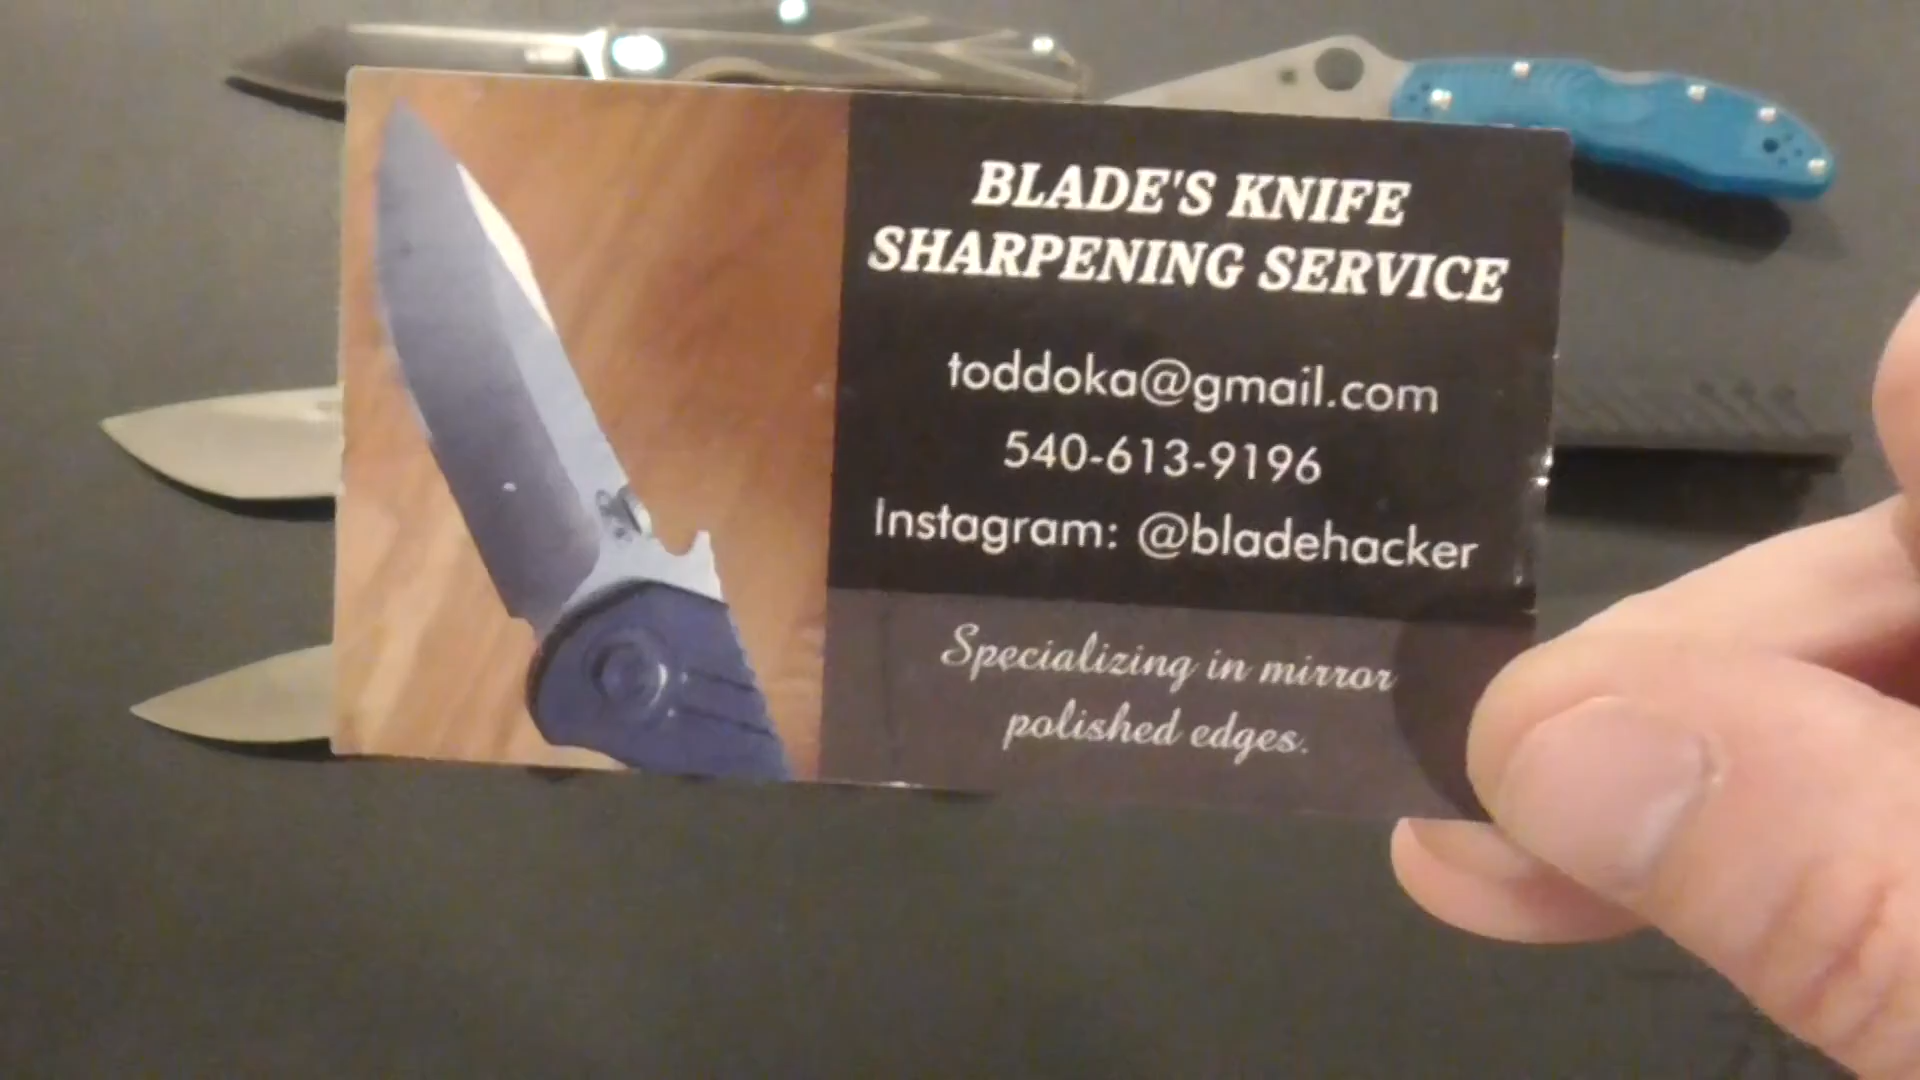 BLADE'S KNIFE
SHARPENING SERVICE
toddoka@gmail.com
540-613-9196
Instagram: @bladehacker
Specializing in mirror
polished edges.